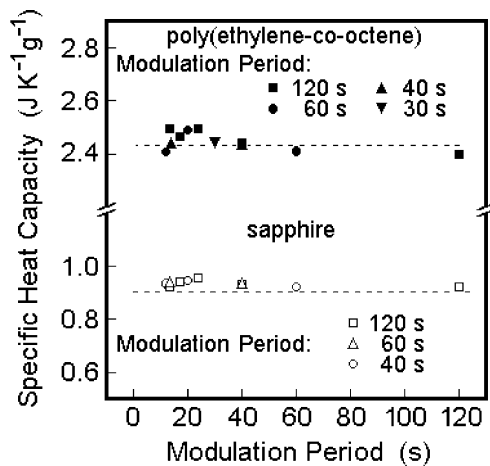 poly(ethylene-co-octene)
Modulation Period:
■ 120 s ▲ 40 s
● 60 s ▼ 30 s
2.8
2.6
2.4
sapphire
1.0
0.8
0.6
□ 120 s
Modulation Period: △ 60 s
○ 40 s
0 20 40 60 80 100 120
Modulation Period (s)
Specific Heat Capacity (J K⁻¹g⁻¹)